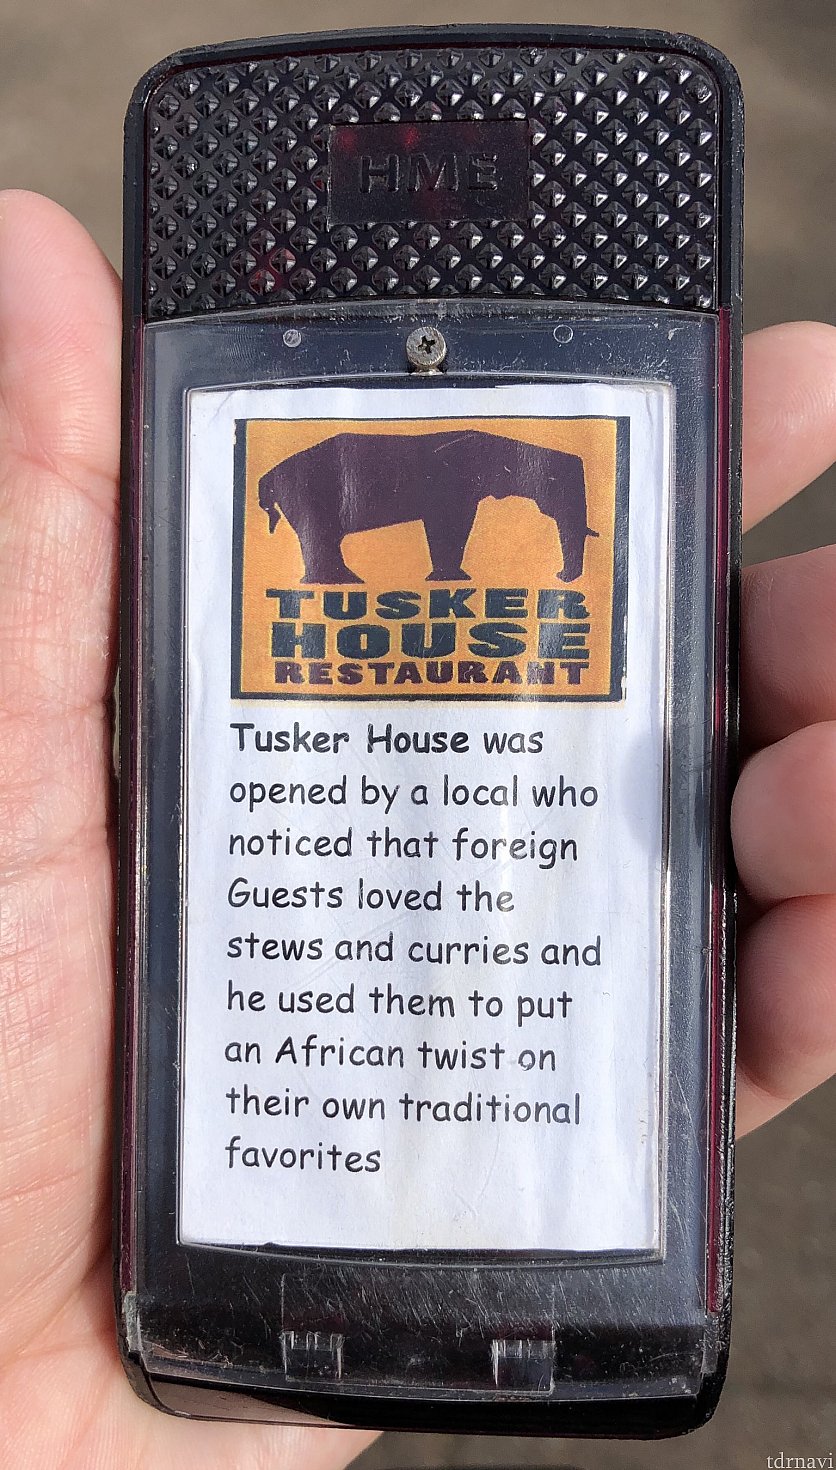 HME
TUSKER
HOUSE
RESTAURANT
Tusker House was
opened by a local who
noticed that foreign
Guests loved the
stews and curries and
he used them to put
an African twist on
their own traditional
favorites
tdrnavi